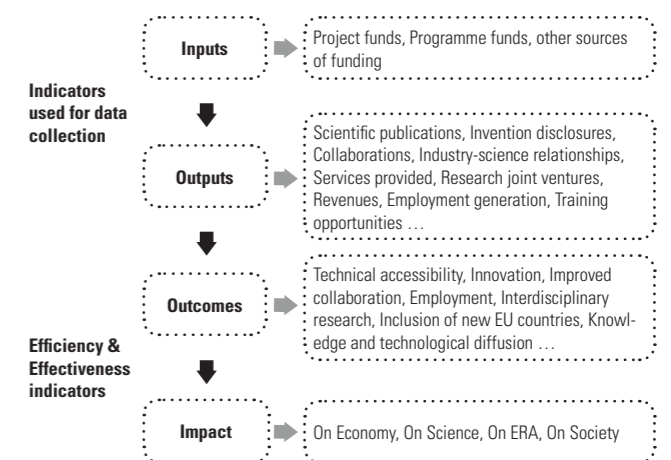 Inputs
Project funds, Programme funds, other sources
of funding
Indicators
used for data
collection
Outputs
Scientific publications, Invention disclosures,
Collaborations, Industry-science relationships,
Services provided, Research joint ventures,
Revenues, Employment generation, Training
opportunities …
Outcomes
Technical accessibility, Innovation, Improved
collaboration, Employment, Interdisciplinary
research, Inclusion of new EU countries, Knowl-
edge and technological diffusion …
Efficiency &
Effectiveness
indicators
Impact
On Economy, On Science, On ERA, On Society